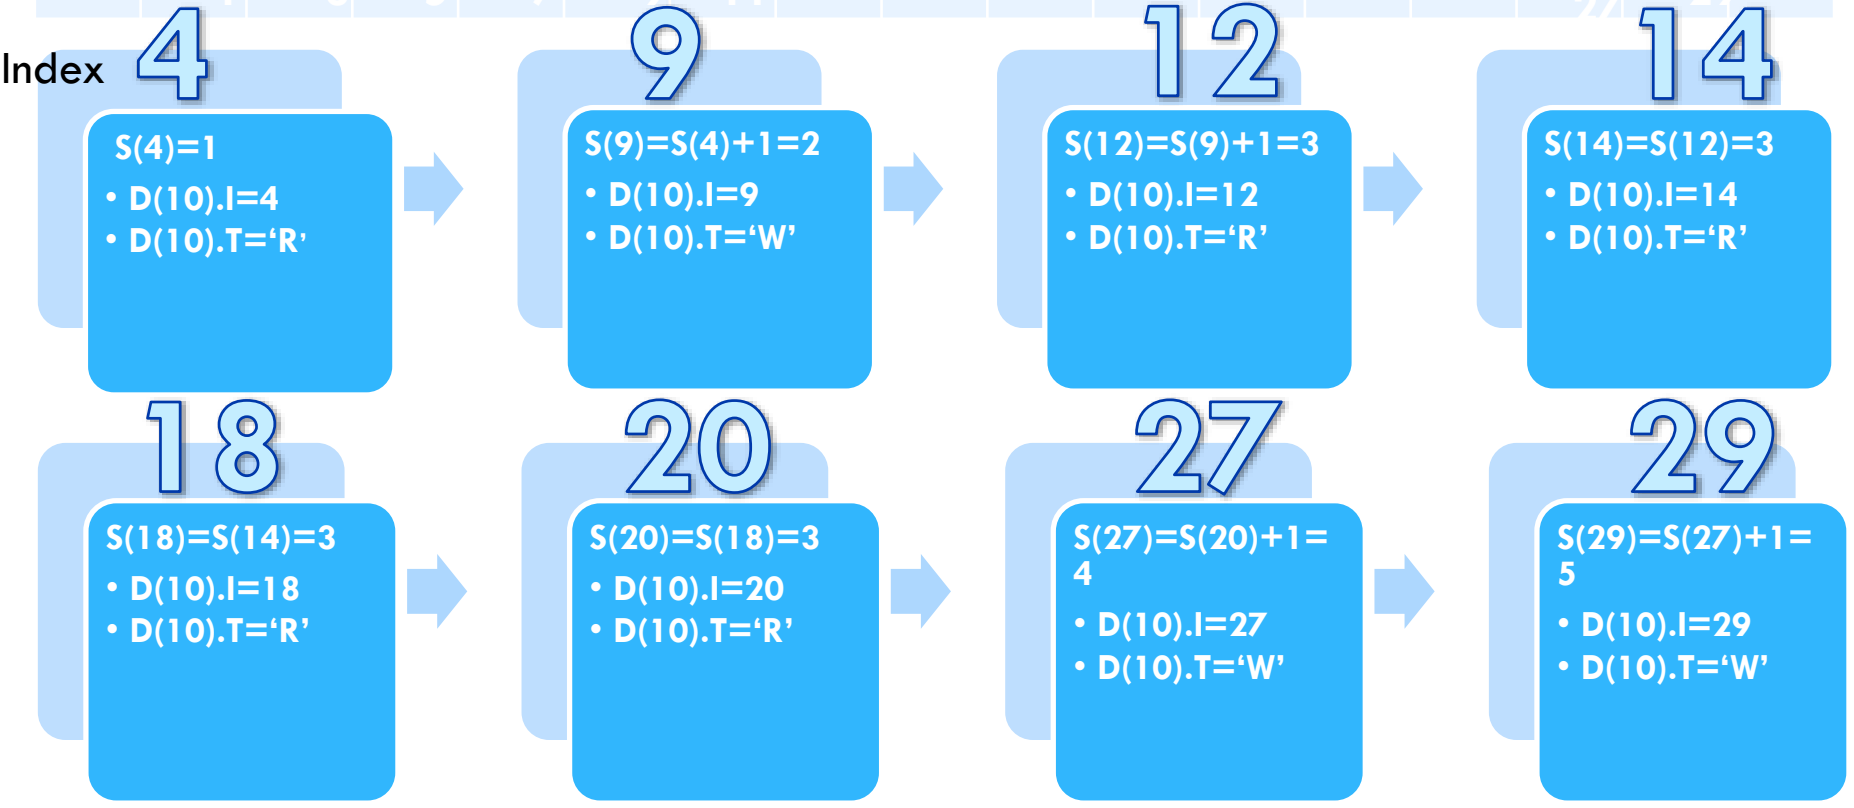 Index
4
9
12
14
S(4)=1
• D(10).I=4
• D(10).T=‘R’
S(9)=S(4)+1=2
• D(10).I=9
• D(10).T=‘W’
S(12)=S(9)+1=3
• D(10).I=12
• D(10).T=‘R’
S(14)=S(12)=3
• D(10).I=14
• D(10).T=‘R’
18
20
27
29
S(18)=S(14)=3
• D(10).I=18
• D(10).T=‘R’
S(20)=S(18)=3
• D(10).I=20
• D(10).T=‘R’
S(27)=S(20)+1=
4
• D(10).I=27
• D(10).T=‘W’
S(29)=S(27)+1=
5
• D(10).I=29
• D(10).T=‘W’